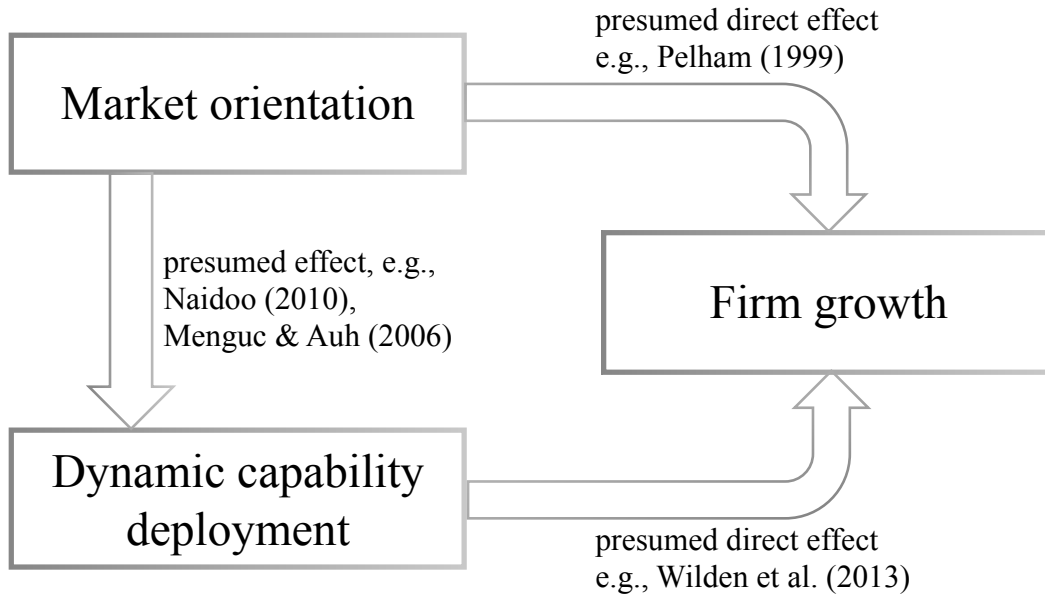 presumed direct effect
e.g., Pelham (1999)
Market orientation
presumed effect, e.g.,
Naidoo (2010),
Menguc & Auh (2006)
Firm growth
Dynamic capability
deployment
presumed direct effect
e.g., Wilden et al. (2013)